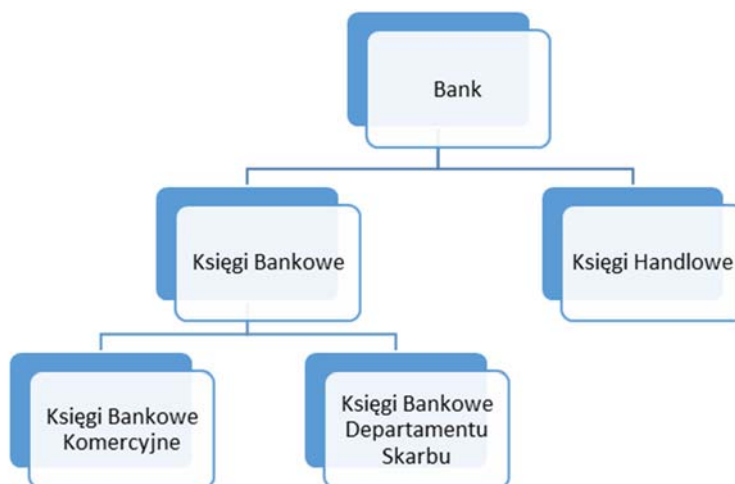 Bank
Księgi Bankowe
Księgi Handlowe
Księgi Bankowe
Komercyjne
Księgi Bankowe
Departamentu
Skarbu